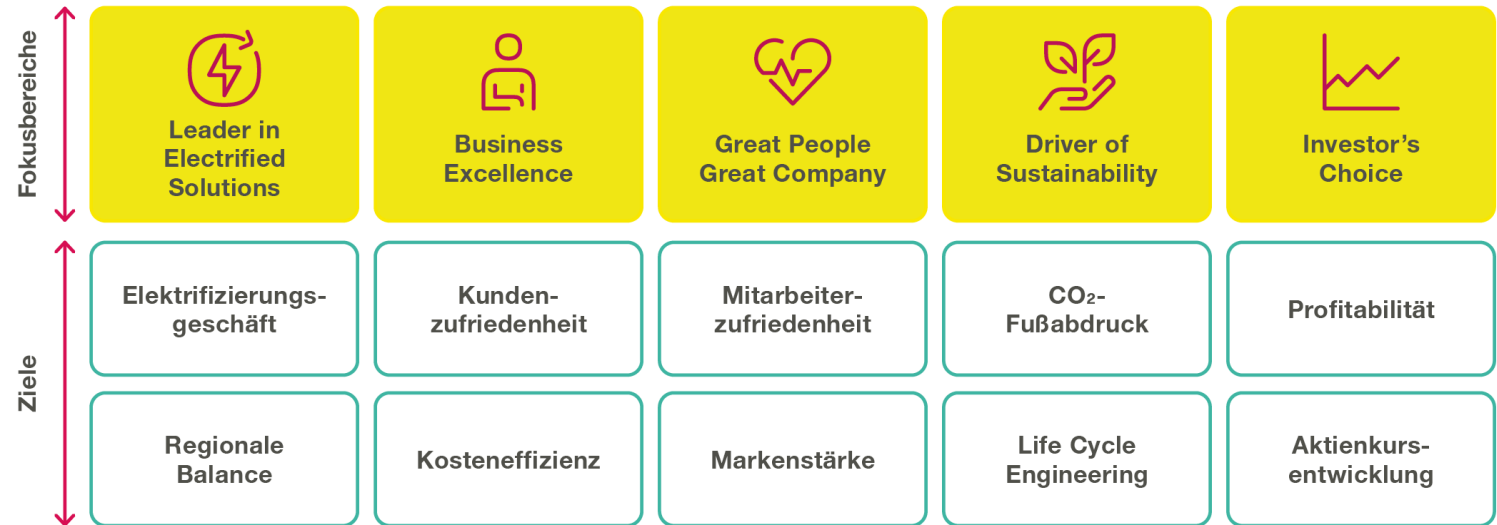 Fokusbereiche
Leader in
Electrified
Solutions
Business
Excellence
Great People
Great Company
Driver of
Sustainability
Investor’s
Choice
Ziele
Elektrifizierungs-
geschäft
Kunden-
zufriedenheit
Mitarbeiter-
zufriedenheit
CO₂-
Fußabdruck
Profitabilität
Regionale
Balance
Kosteneffizienz
Markenstärke
Life Cycle
Engineering
Aktienkurs-
entwicklung